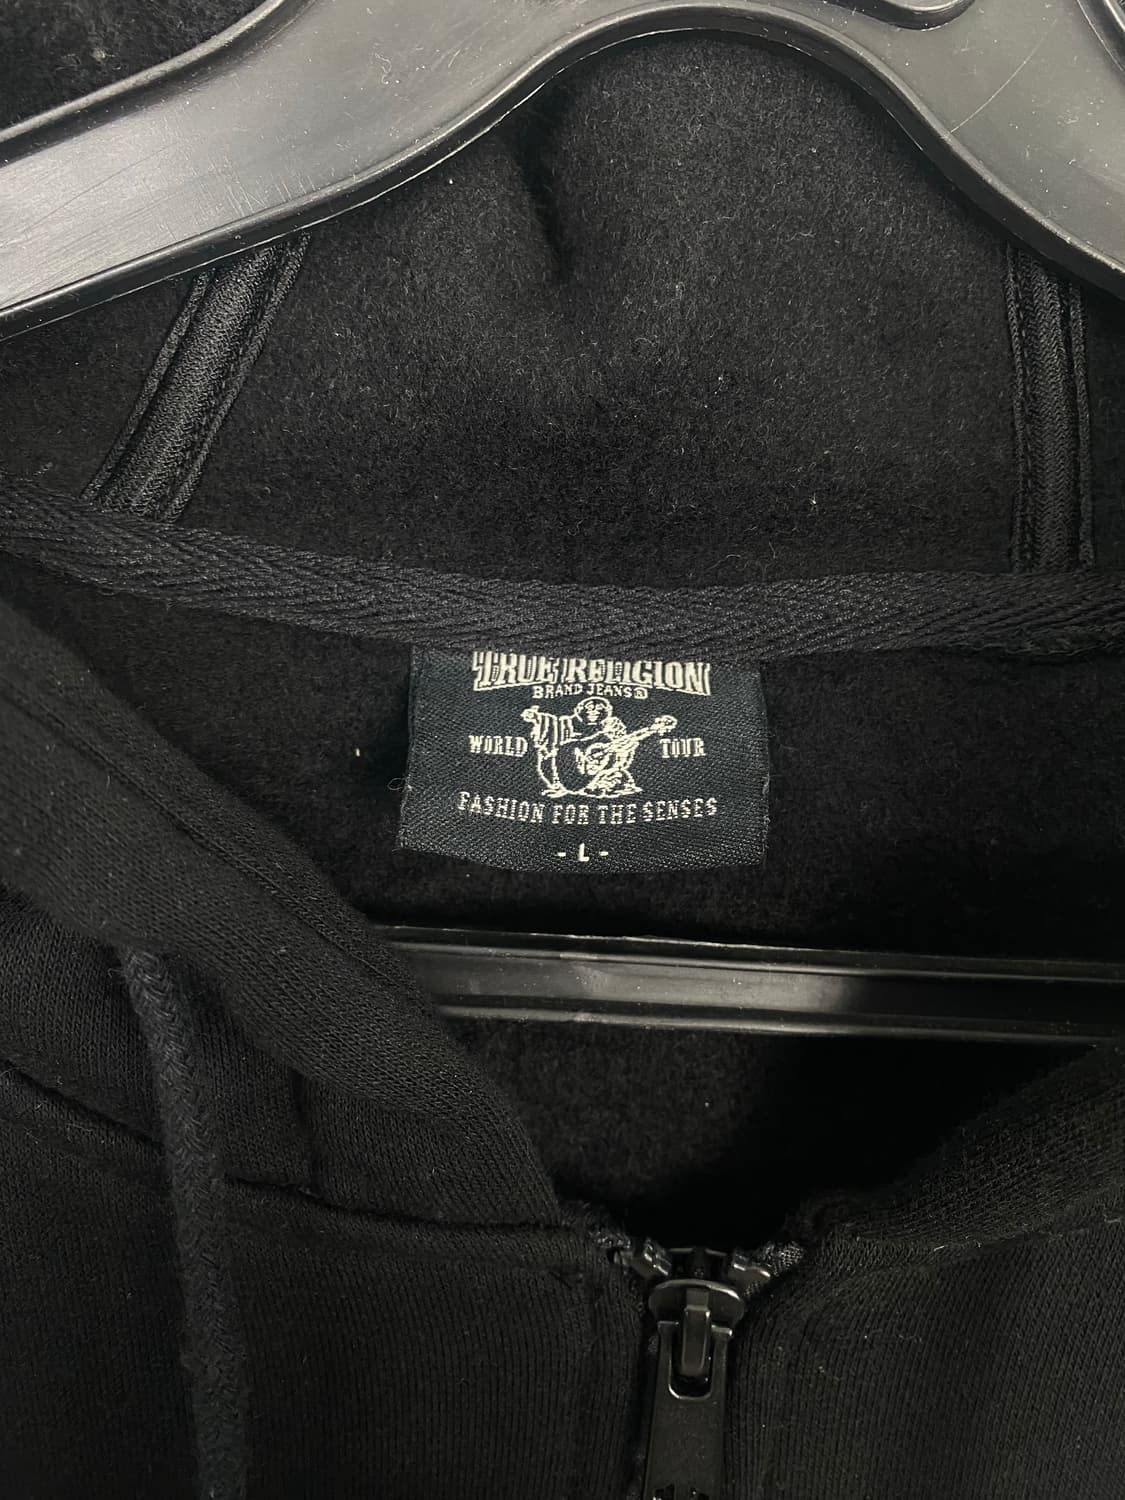 TRUE RELIGION
BRAND JEANS®
WORLD TOUR
FASHION FOR THE SENSES
- L -